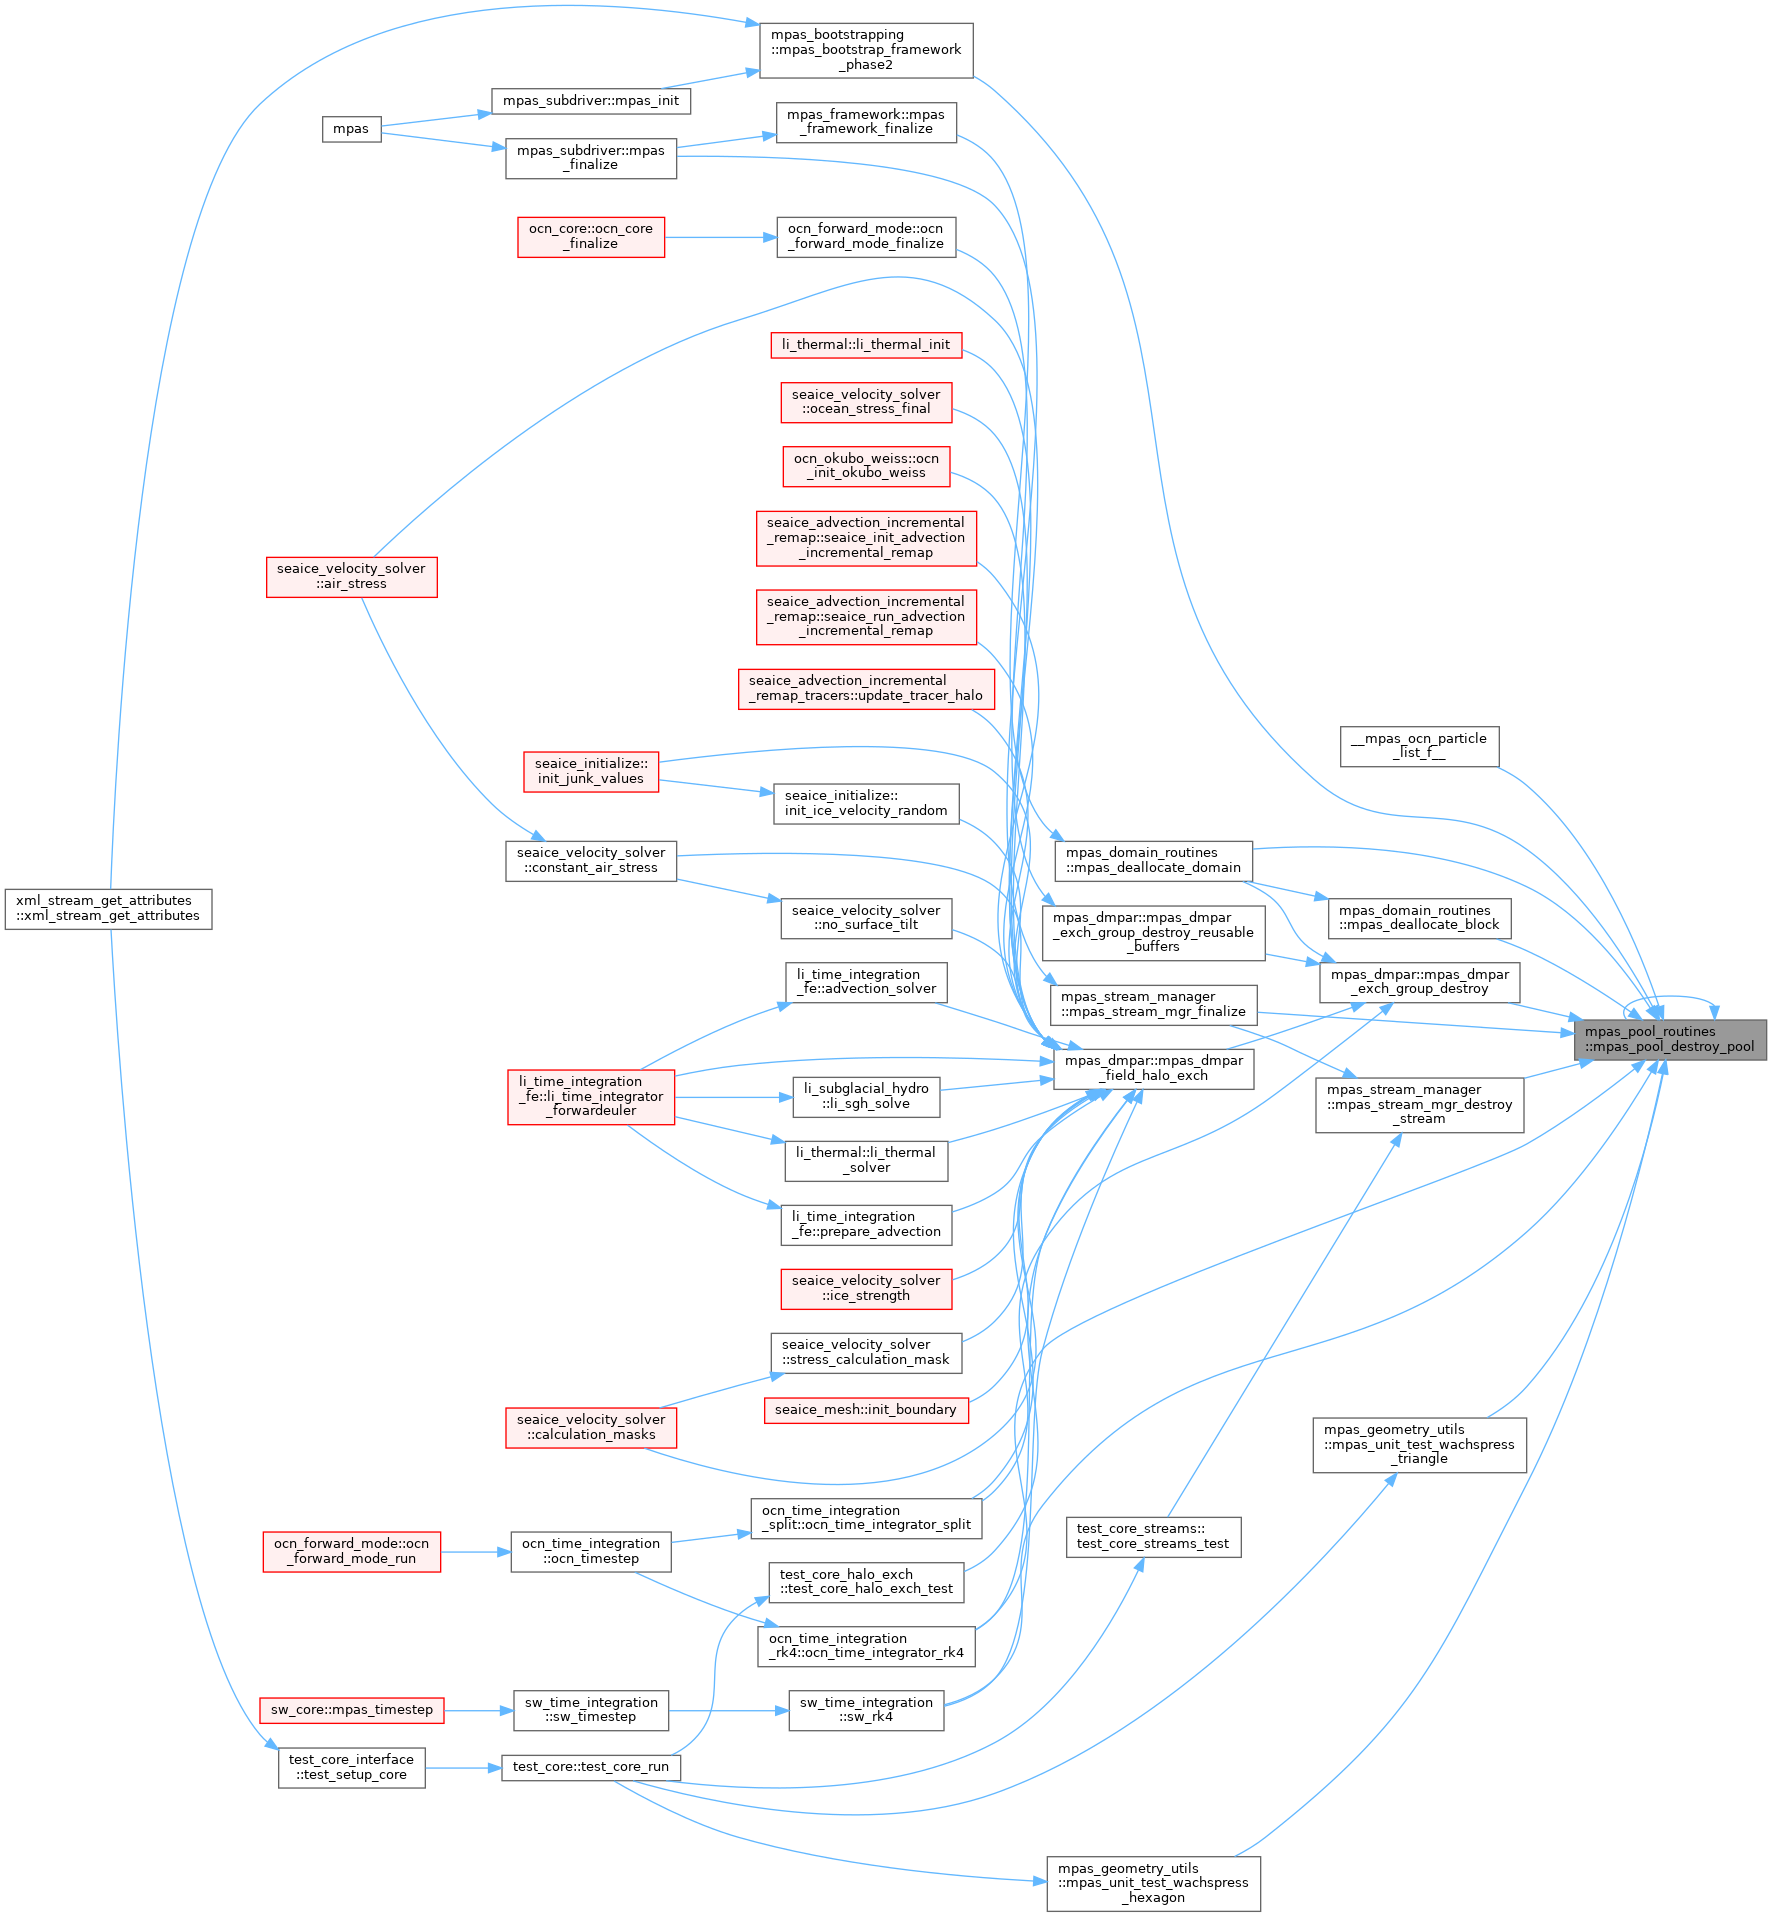 mpas_bootstrapping
::mpas_bootstrap_framework
_phase2
mpas_subdriver::mpas_init
mpas_framework::mpas
_framework_finalize
mpas
mpas_subdriver::mpas
_finalize
ocn_core::ocn_core
_finalize
ocn_forward_mode::ocn
_forward_mode_finalize
li_thermal::li_thermal_init
seaice_velocity_solver
::ocean_stress_final
ocn_okubo_weiss::ocn
_init_okubo_weiss
seaice_advection_incremental
_remap::seaice_init_advection
_incremental_remap
seaice_velocity_solver
::air_stress
seaice_advection_incremental
_remap::seaice_run_advection
_incremental_remap
seaice_advection_incremental
_remap_tracers::update_tracer_halo
__mpas_ocn_particle
_list_f__
seaice_initialize::
init_junk_values
seaice_initialize::
init_ice_velocity_random
seaice_velocity_solver
::constant_air_stress
mpas_domain_routines
::mpas_deallocate_domain
xml_stream_get_attributes
::xml_stream_get_attributes
seaice_velocity_solver
::no_surface_tilt
mpas_dmpar::mpas_dmpar
_exch_group_destroy_reusable
_buffers
mpas_domain_routines
::mpas_deallocate_block
li_time_integration
_fe::advection_solver
mpas_stream_manager
::mpas_stream_mgr_finalize
mpas_dmpar::mpas_dmpar
_exch_group_destroy
mpas_pool_routines
::mpas_pool_destroy_pool
mpas_dmpar::mpas_dmpar
_field_halo_exch
li_time_integration
_fe::li_time_integrator
_forwardeuler
li_subglacial_hydro
::li_sgh_solve
mpas_stream_manager
::mpas_stream_mgr_destroy
_stream
li_thermal::li_thermal
_solver
li_time_integration
_fe::prepare_advection
seaice_velocity_solver
::ice_strength
seaice_velocity_solver
::stress_calculation_mask
seaice_mesh::init_boundary
seaice_velocity_solver
::calculation_masks
mpas_geometry_utils
::mpas_unit_test_wachspress
_triangle
ocn_time_integration
_split::ocn_time_integrator_split
test_core_streams::
test_core_streams_test
ocn_forward_mode::ocn
_forward_mode_run
ocn_time_integration
::ocn_timestep
test_core_halo_exch
::test_core_halo_exch_test
ocn_time_integration
_rk4::ocn_time_integrator_rk4
sw_core::mpas_timestep
sw_time_integration
::sw_timestep
sw_time_integration
::sw_rk4
test_core_interface
::test_setup_core
test_core::test_core_run
mpas_geometry_utils
::mpas_unit_test_wachspress
_hexagon